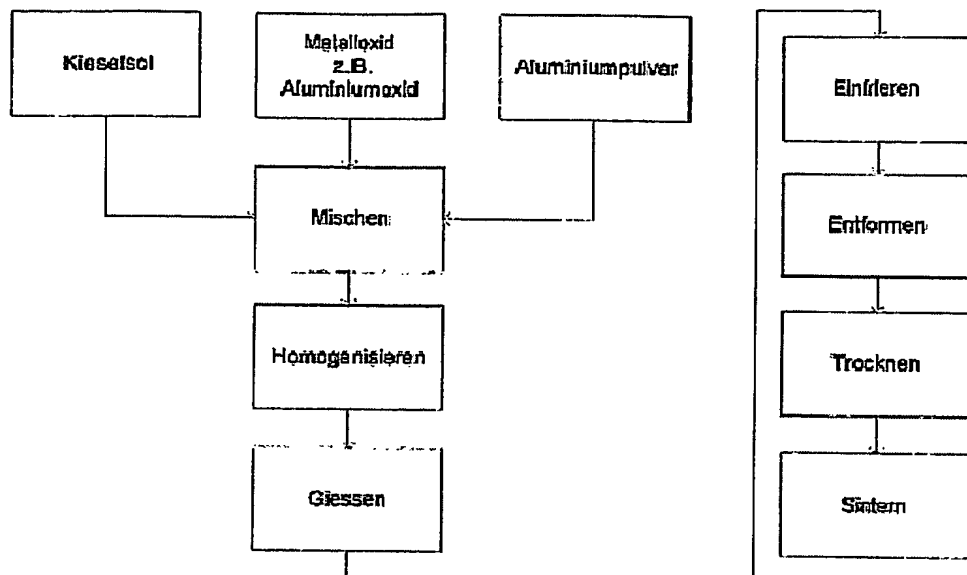 Kieselsol
Metalloxid
z.B.
Aluminiumoxid
Aluminiumpulver
Mischen
Homogenisieren
Giessen
Einfrieren
Entformen
Trocknen
Sintern